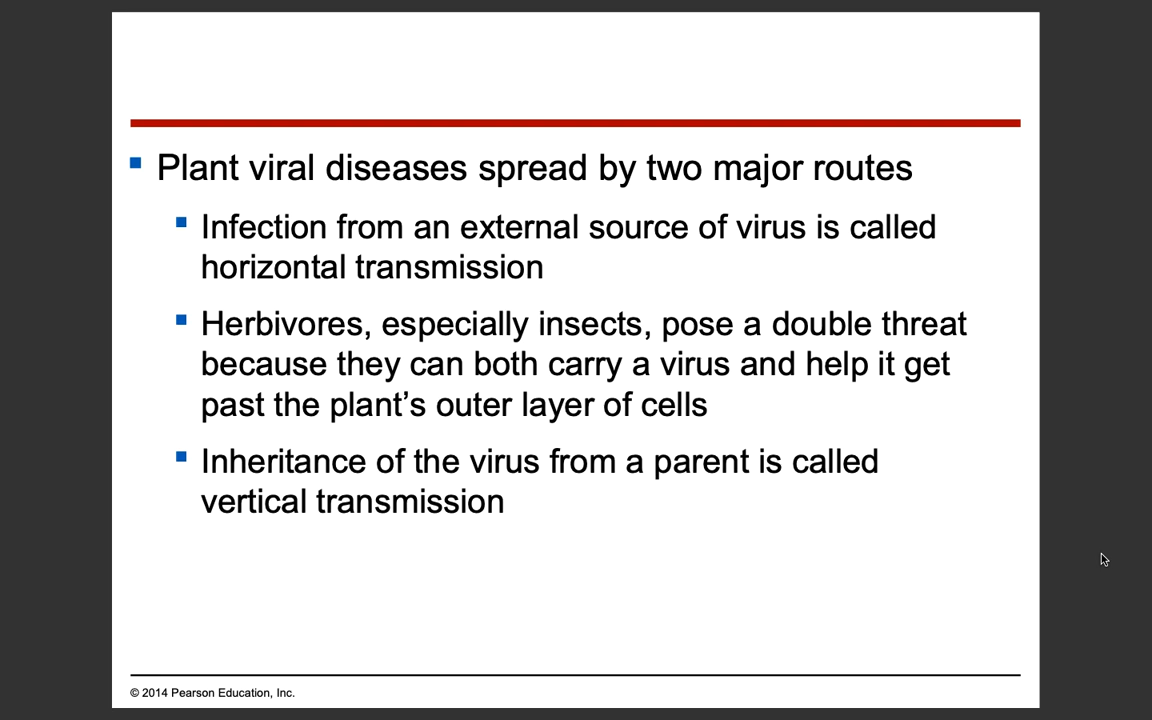 Plant viral diseases spread by two major routes
Infection from an external source of virus is called
horizontal transmission
Herbivores, especially insects, pose a double threat
because they can both carry a virus and help it get
past the plant’s outer layer of cells
Inheritance of the virus from a parent is called
vertical transmission
© 2014 Pearson Education, Inc.